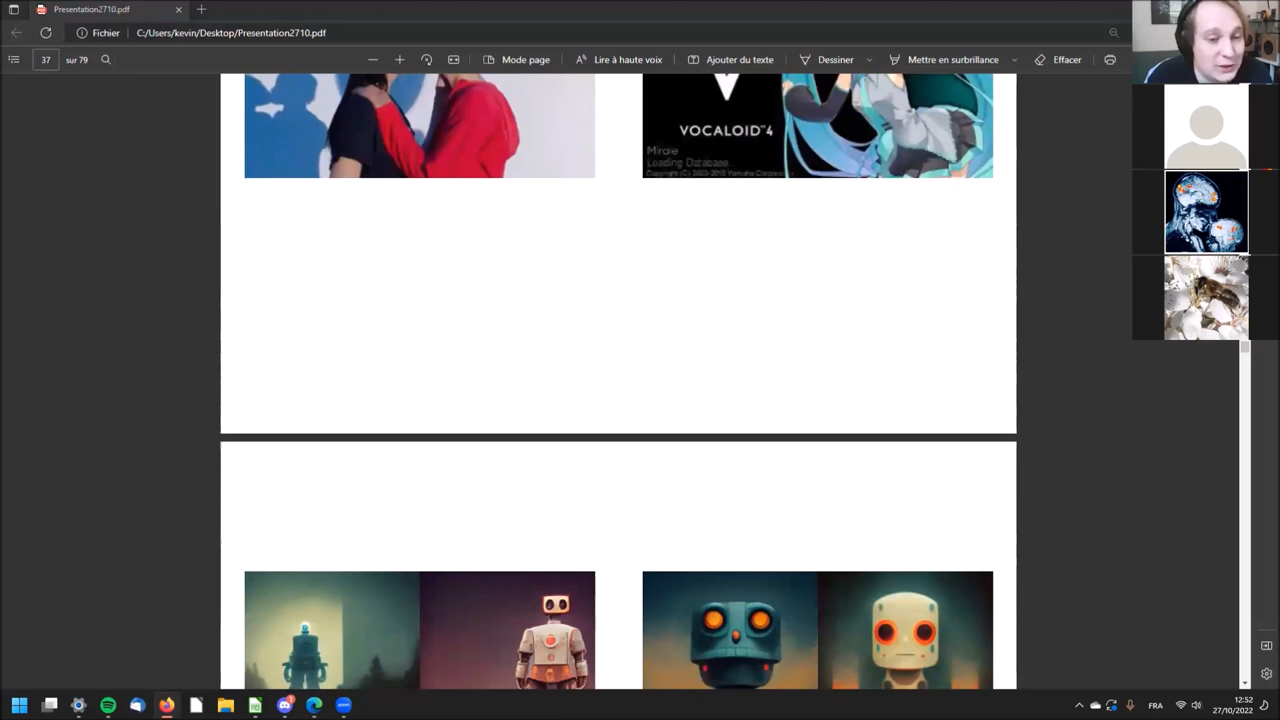 Presentation2710.pdf
Fichier
C:/Users/kevin/Desktop/Presentation2710.pdf
37
sur 79
Mode page
Lire à haute voix
Ajouter du texte
Dessiner
Mettre en surbrillance
Effacer
VOCALOID™4
Loading Database
FRA
12:52
27/10/2022